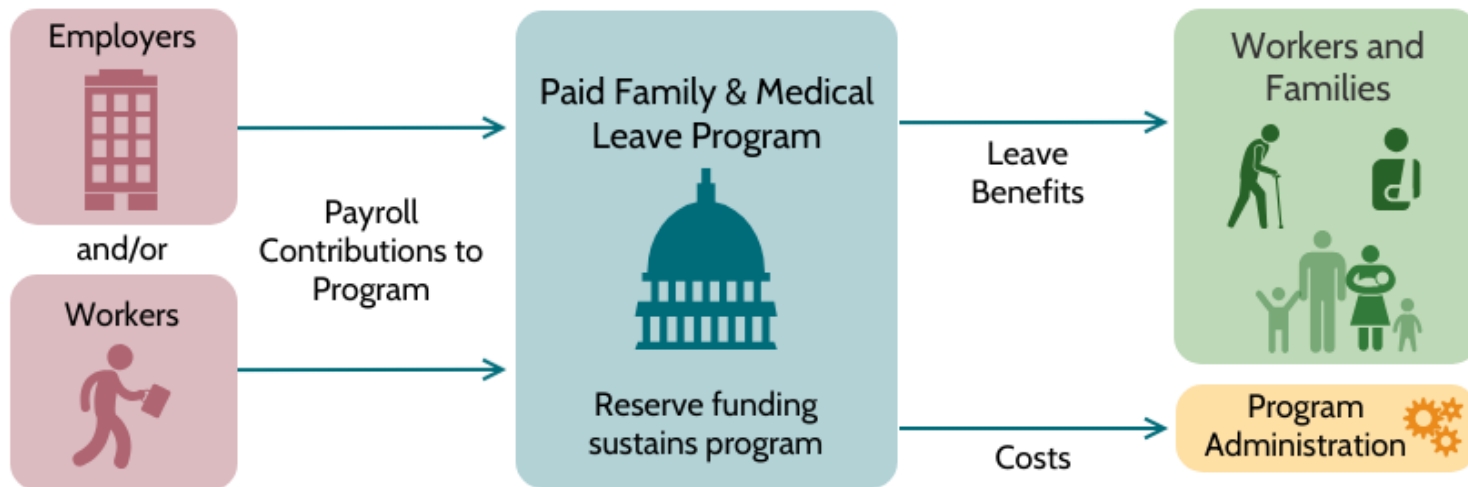 Employers
and/or
Workers
Payroll
Contributions to
Program
Paid Family & Medical
Leave Program
Reserve funding
sustains program
Leave
Benefits
Costs
Workers and
Families
Program
Administration